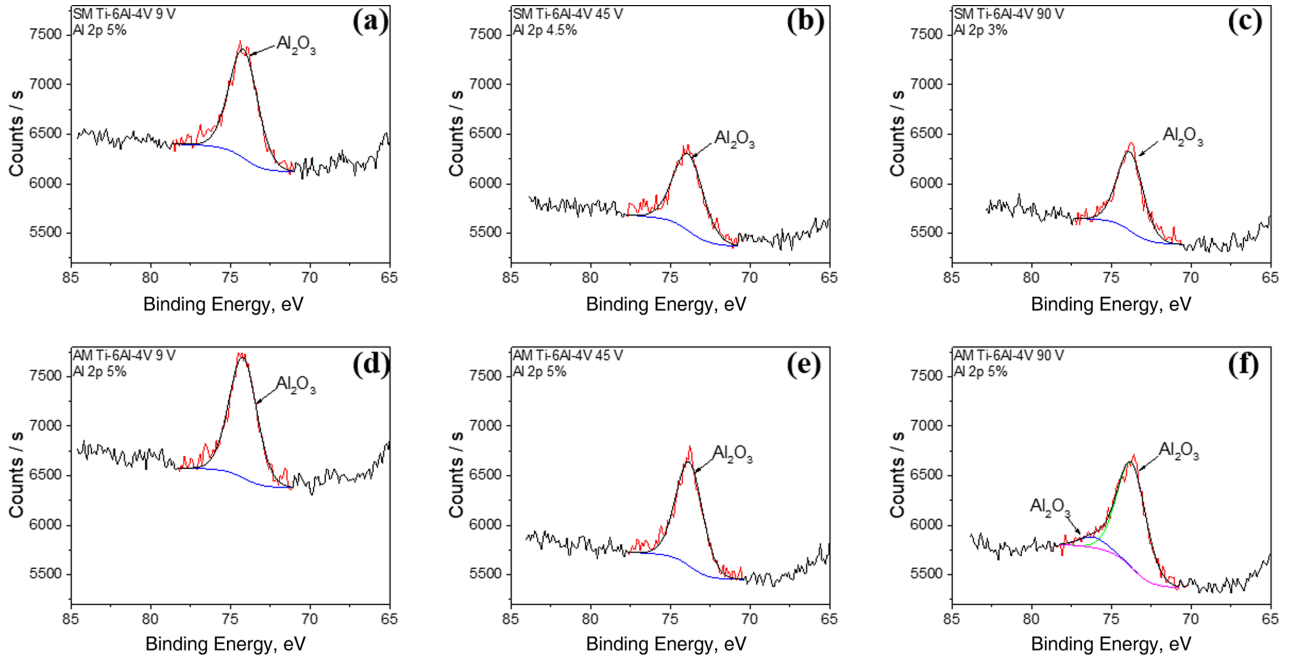 SM Ti-6Al-4V 9 V
Al 2p 5%
(a)
Al2O3
7500
7000
6500
6000
5500
Counts / s
85 80 75 70 65
Binding Energy, eV
SM Ti-6Al-4V 45 V
Al 2p 4.5%
(b)
Al2O3
7500
7000
6500
6000
5500
Counts / s
85 80 75 70 65
Binding Energy, eV
SM Ti-6Al-4V 90 V
Al 2p 3%
(c)
Al2O3
7500
7000
6500
6000
5500
Counts / s
85 80 75 70 65
Binding Energy, eV
AM Ti-6Al-4V 9 V
Al 2p 5%
(d)
Al2O3
7500
7000
6500
6000
5500
Counts / s
85 80 75 70 65
Binding Energy, eV
AM Ti-6Al-4V 45 V
Al 2p 5%
(e)
Al2O3
7500
7000
6500
6000
5500
Counts / s
85 80 75 70 65
Binding Energy, eV
AM Ti-6Al-4V 90 V
Al 2p 5%
(f)
Al2O3
Al2O3
7500
7000
6500
6000
5500
Counts / s
85 80 75 70 65
Binding Energy, eV